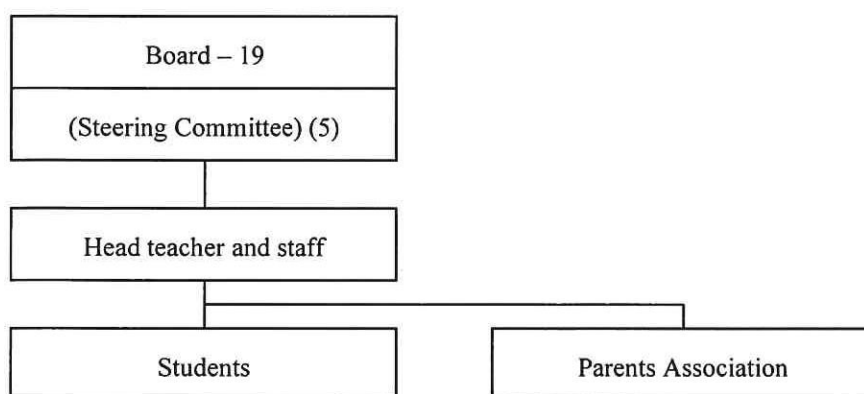 Board – 19
(Steering Committee) (5)
Head teacher and staff
Students
Parents Association